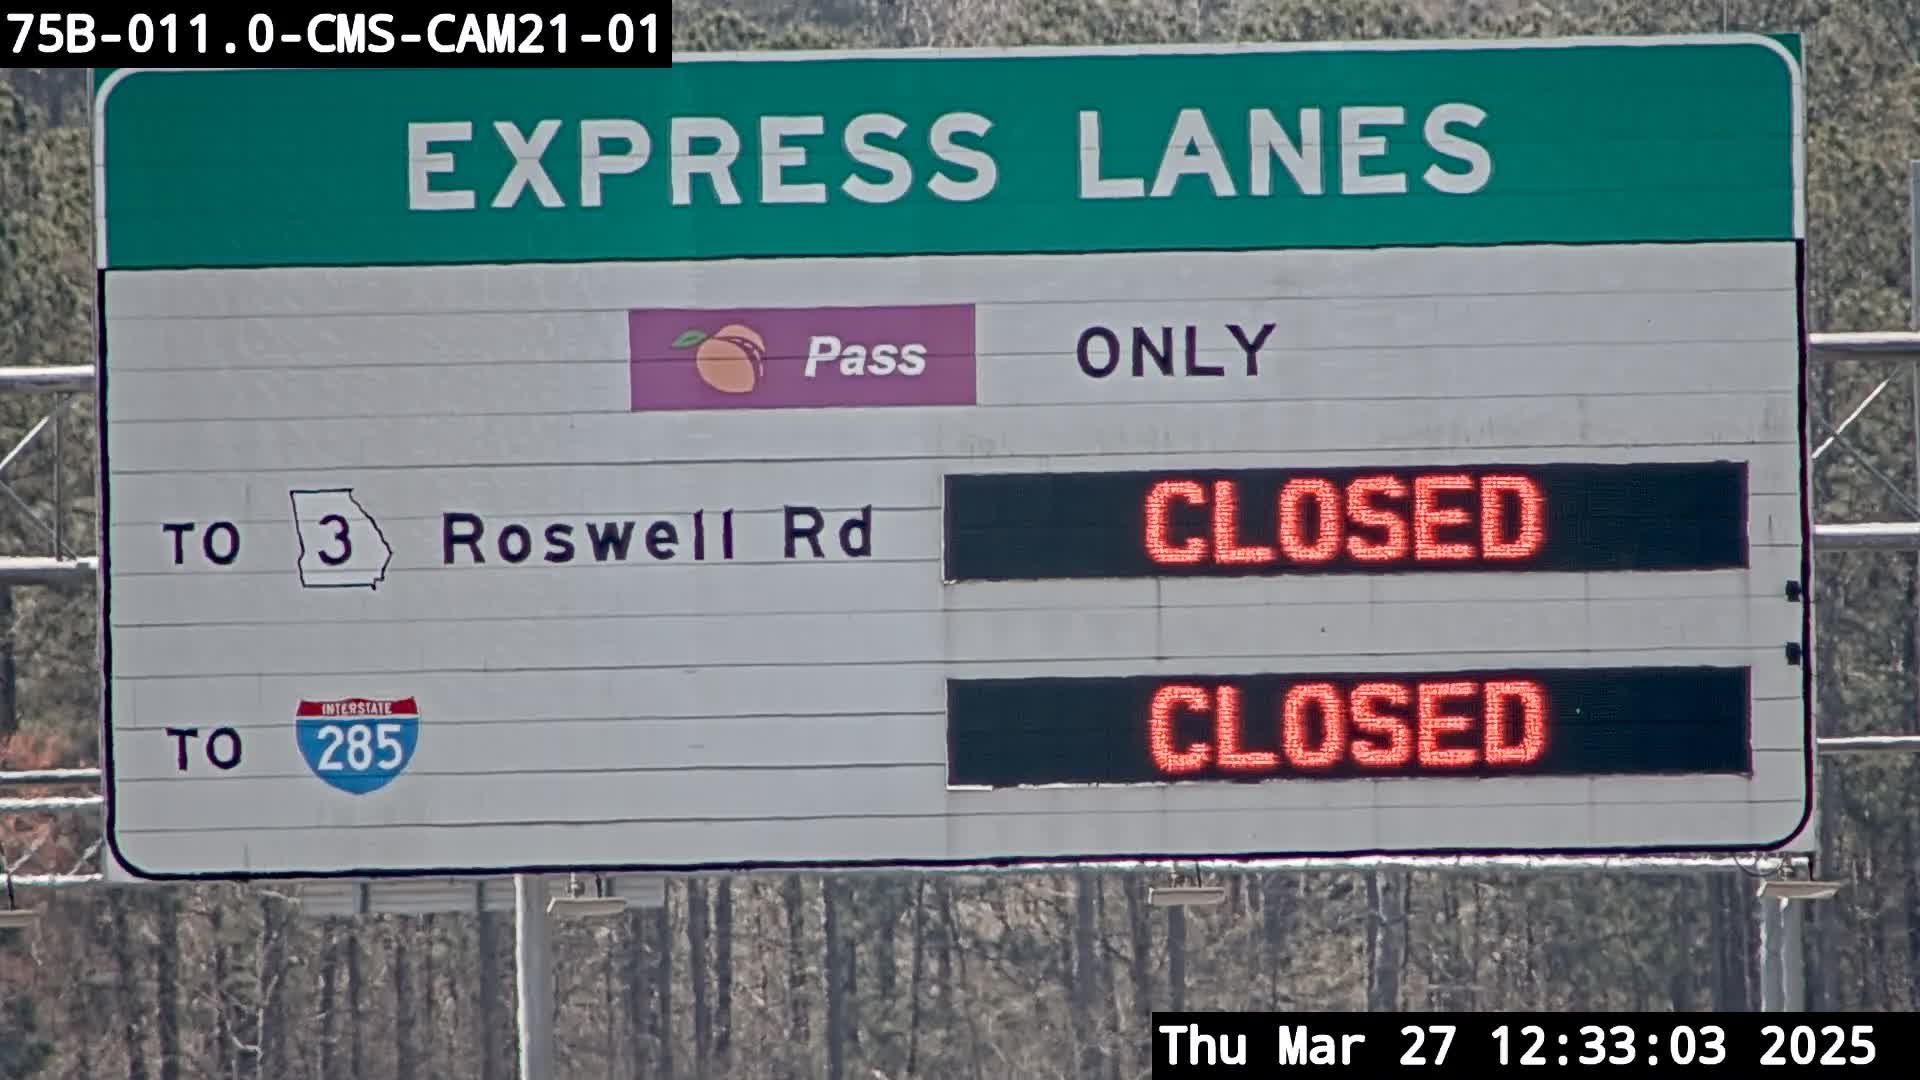 75B-011.0-CMS-CAM21-01
EXPRESS LANES
Pass ONLY
TO 3 Roswell Rd CLOSED
INTERSTATE
TO 285 CLOSED
Thu Mar 27 12:33:03 2025